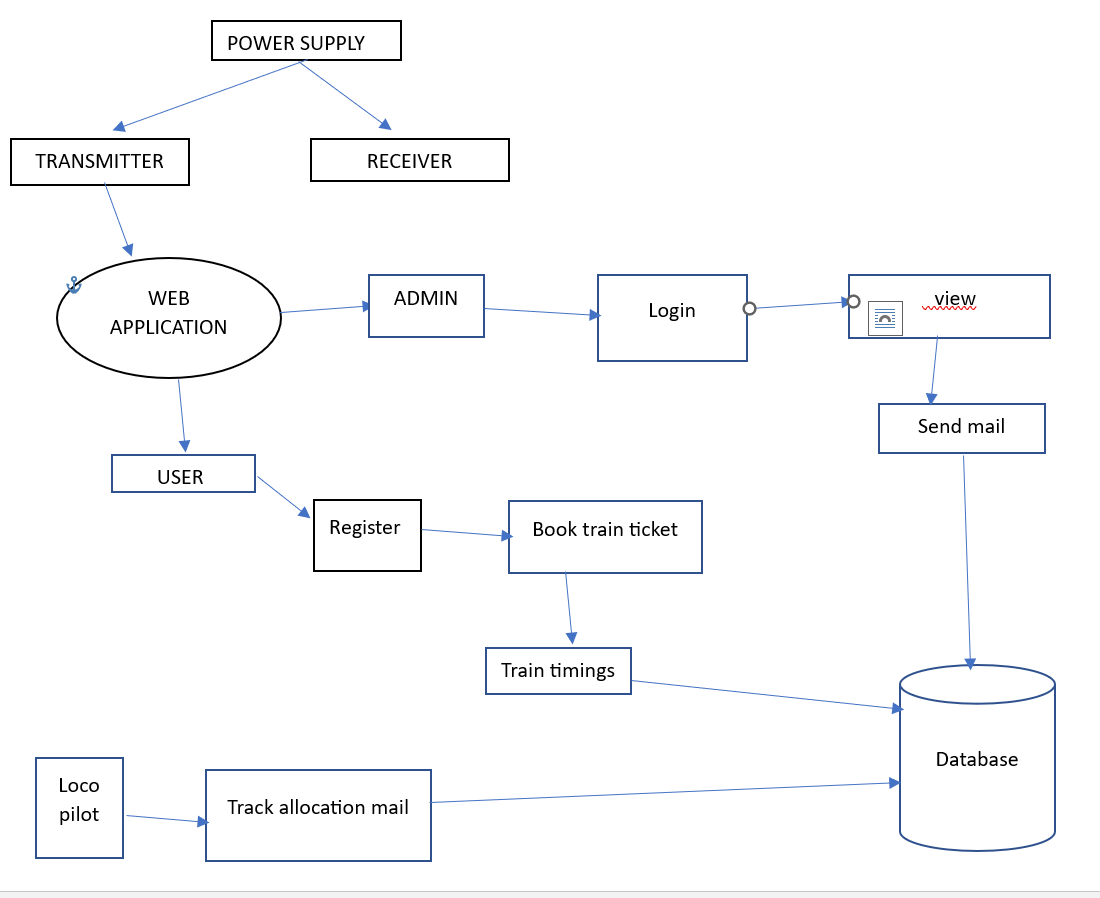 POWER SUPPLY
TRANSMITTER
RECEIVER
WEB
APPLICATION
ADMIN
Login
view
Send mail
USER
Register
Book train ticket
Train timings
Database
Loco
pilot
Track allocation mail